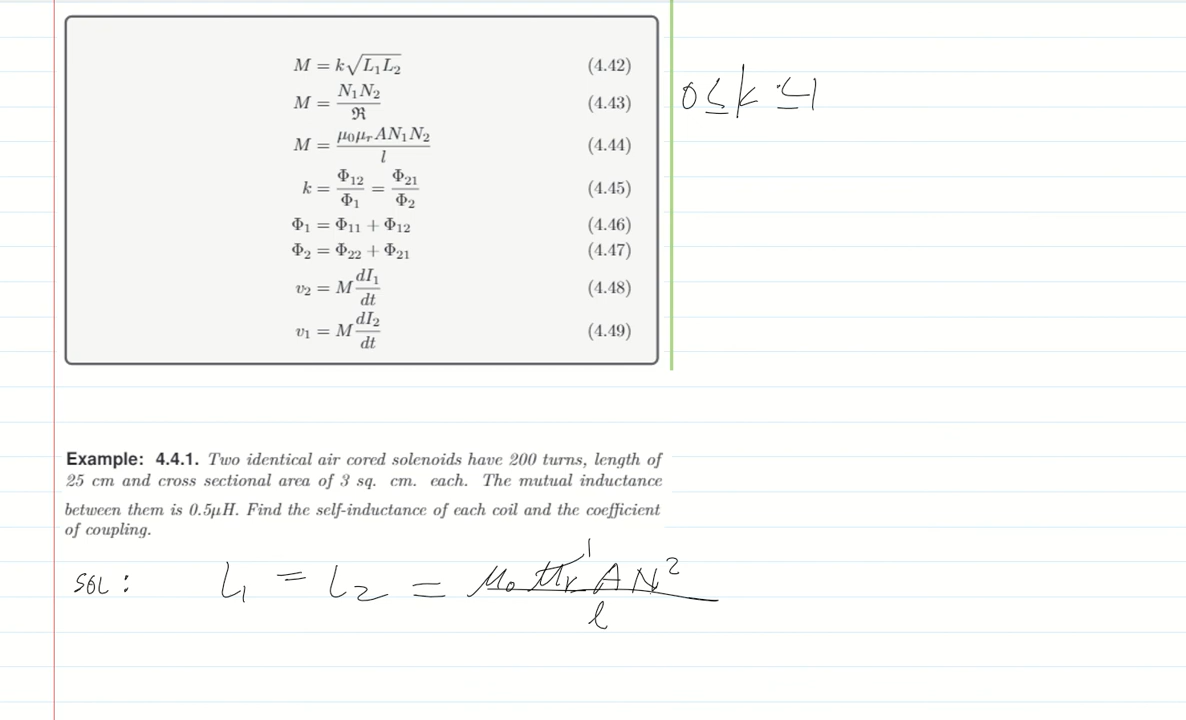 M = k√L₁L₂ (4.42)
0 ≤ k ≤ 1
M = N₁N₂/ℜ (4.43)
M = μ₀μᵣAN₁N₂/l (4.44)
k = Φ₁₂/Φ₁ = Φ₂₁/Φ₂ (4.45)
Φ₁ = Φ₁₁ + Φ₁₂ (4.46)
Φ₂ = Φ₂₂ + Φ₂₁ (4.47)
v₂ = M dI₁/dt (4.48)
v₁ = M dI₂/dt (4.49)
Example: 4.4.1. Two identical air cored solenoids have 200 turns, length of
25 cm and cross sectional area of 3 sq. cm. each. The mutual inductance
between them is 0.5μH. Find the self-inductance of each coil and the coefficient
of coupling.
SOL : L₁ = L₂ = μ₀ μᵣ 1 A N²/l